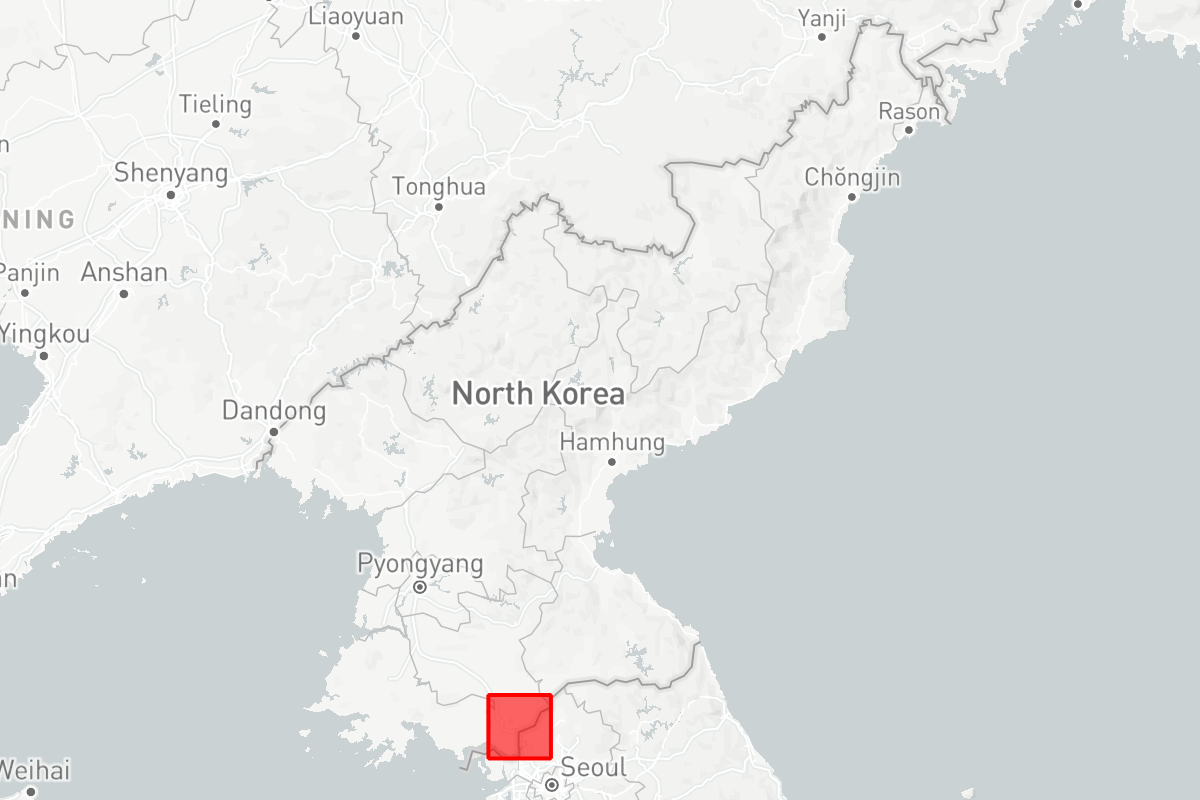 Liaoyuan
Yanji
Tieling
Rason
Shenyang
Chŏngjin
Tonghua
NING
Panjin
Anshan
Yingkou
North Korea
Dandong
Hamhung
Pyongyang
Seoul
Weihai